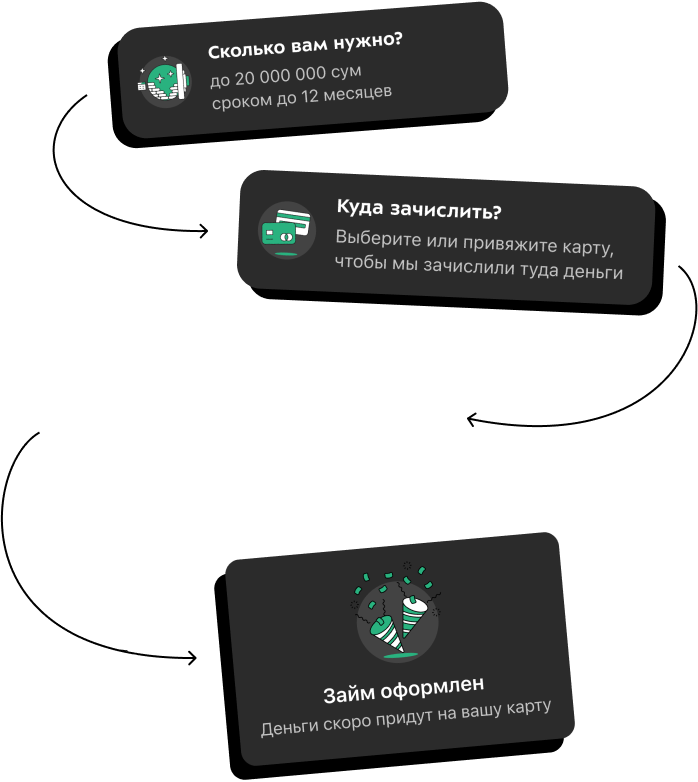 Сколько вам нужно?
до 20 000 000 сум
сроком до 12 месяцев
Куда зачислить?
Выберите или привяжите карту,
чтобы мы зачислили туда деньги
Займ оформлен
Деньги скоро придут на вашу карту